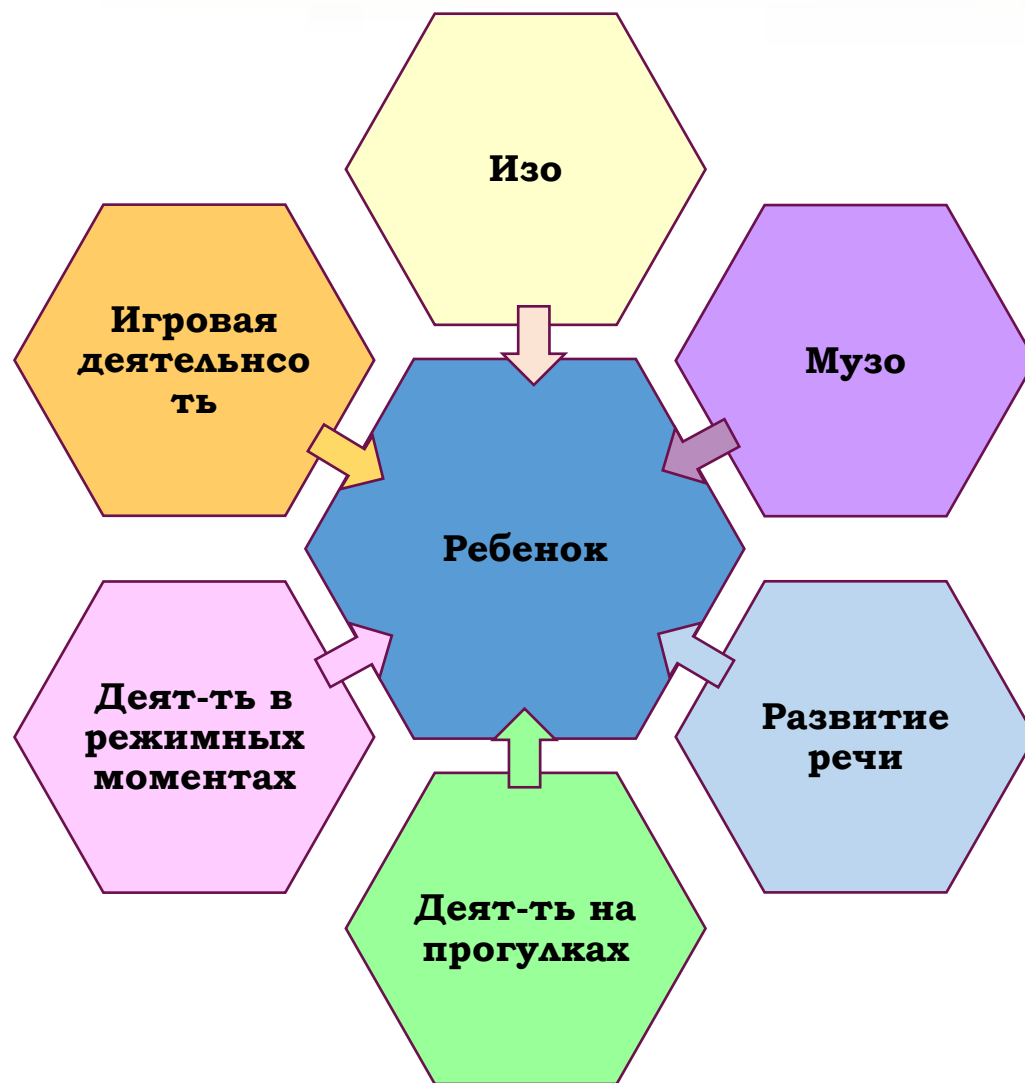 Изо
Игровая
деятельнсо
ть
Музо
Ребенок
Деят-ть в
режимных
моментах
Развитие
речи
Деят-ть на
прогулках